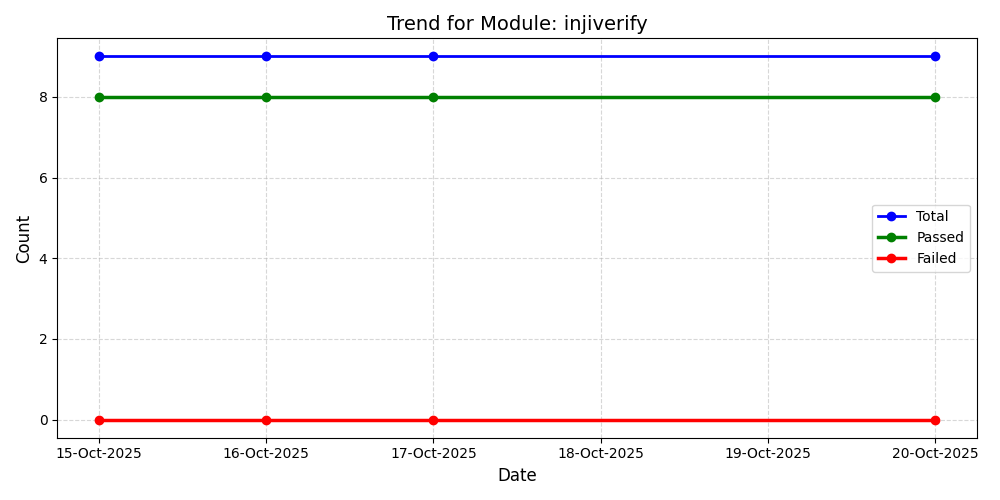 Trend for Module: injiverify
Count
8
6
4
2
0
Total
Passed
Failed
15-Oct-2025 16-Oct-2025 17-Oct-2025 18-Oct-2025 19-Oct-2025 20-Oct-2025
Date